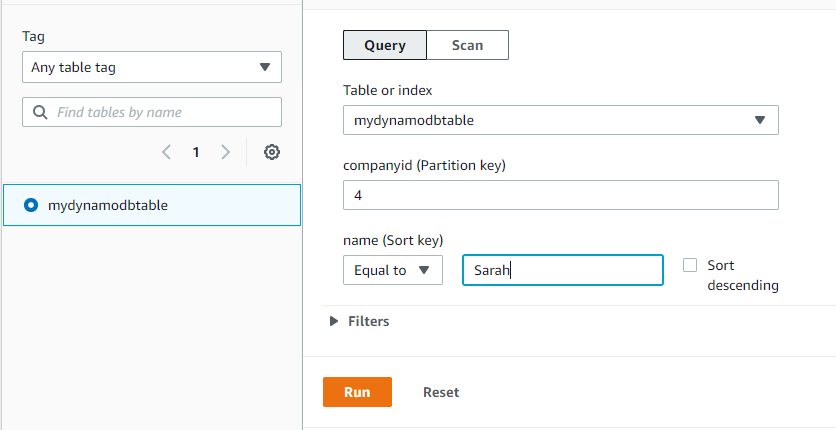 Tag
Any table tag
Find tables by name
1
mydynamodbtable
Query Scan
Table or index
mydynamodbtable
companyid (Partition key)
4
name (Sort key)
Equal to Sarah Sort
descending
Filters
Run Reset